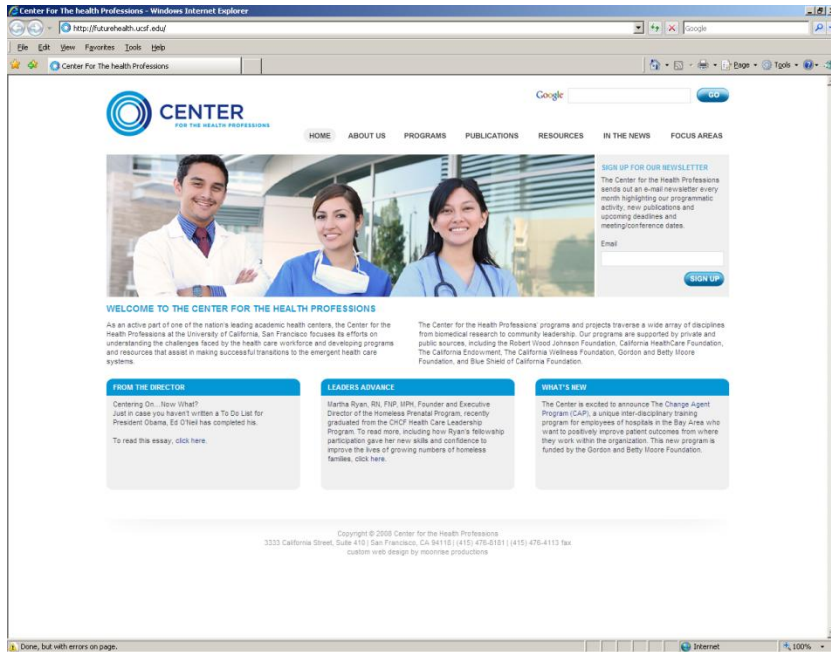 Center For The health Professions - Windows Internet Explorer
http://futurehealth.ucsf.edu/
Google
File Edit View Favorites Tools Help
Center For The health Professions
Page Tools
Google
GO
CENTER
FOR THE HEALTH PROFESSIONS
HOME ABOUT US PROGRAMS PUBLICATIONS RESOURCES IN THE NEWS FOCUS AREAS
SIGN UP FOR OUR NEWSLETTER
The Center for the Health Professions
sends out an e-mail newsletter every
month highlighting our programmatic
activity, new publications and
upcoming deadlines and
meeting/conference dates.
Email
SIGN UP
WELCOME TO THE CENTER FOR THE HEALTH PROFESSIONS
As an active part of one of the nation's leading academic health centers, the Center for the
Health Professions at the University of California, San Francisco focuses its efforts on
understanding the challenges faced by the health care workforce and developing programs
and resources that assist in making successful transitions to the emergent health care
systems.
The Center for the Health Professions' programs and projects traverse a wide array of disciplines
from biomedical research to community leadership. Our programs are supported by private and
public sources, including the Robert Wood Johnson Foundation, California HealthCare Foundation,
The California Endowment, The California Wellness Foundation, Gordon and Betty Moore
Foundation, and Blue Shield of California Foundation.
FROM THE DIRECTOR
Centering On...Now What?
Just in case you haven't written a To Do List for
President Obama, Ed O'Neil has completed his.
To read this essay, click here.
LEADERS ADVANCE
Martha Ryan, RN, FNP, MPH, Founder and Executive
Director of the Homeless Prenatal Program, recently
graduated from the CHCF Health Care Leadership
Program. To read more, including how Ryan's fellowship
participation gave her new skills and confidence to
improve the lives of growing numbers of homeless
families, click here.
WHAT'S NEW
The Center is excited to announce The Change Agent
Program (CAP), a unique inter-disciplinary training
program for employees of hospitals in the Bay Area who
want to positively improve patient outcomes from where
they work within the organization. This new program is
funded by the Gordon and Betty Moore Foundation.
Copyright © 2008 Center for the Health Professions
3333 California Street, Suite 410 | San Francisco, CA 94118 | (415) 476-8181 | (415) 476-4113 fax
custom web design by moonrise productions
Done, but with errors on page.
Internet
100%